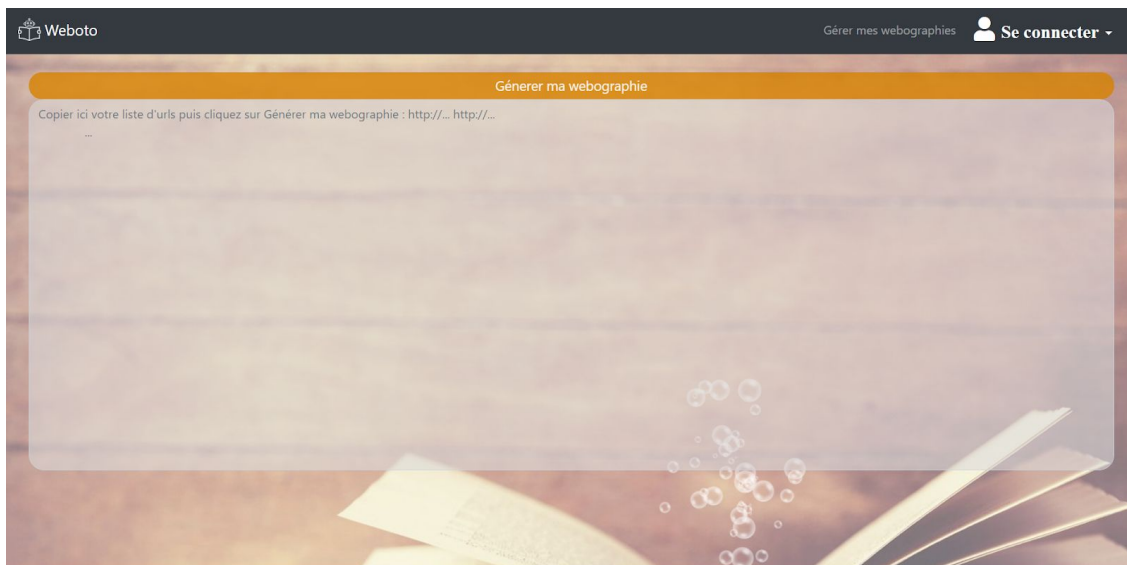 Weboto
Gérer mes webographies
Se connecter
Génerer ma webographie
Copier ici votre liste d'urls puis cliquez sur Générer ma webographie : http://... http://...
...